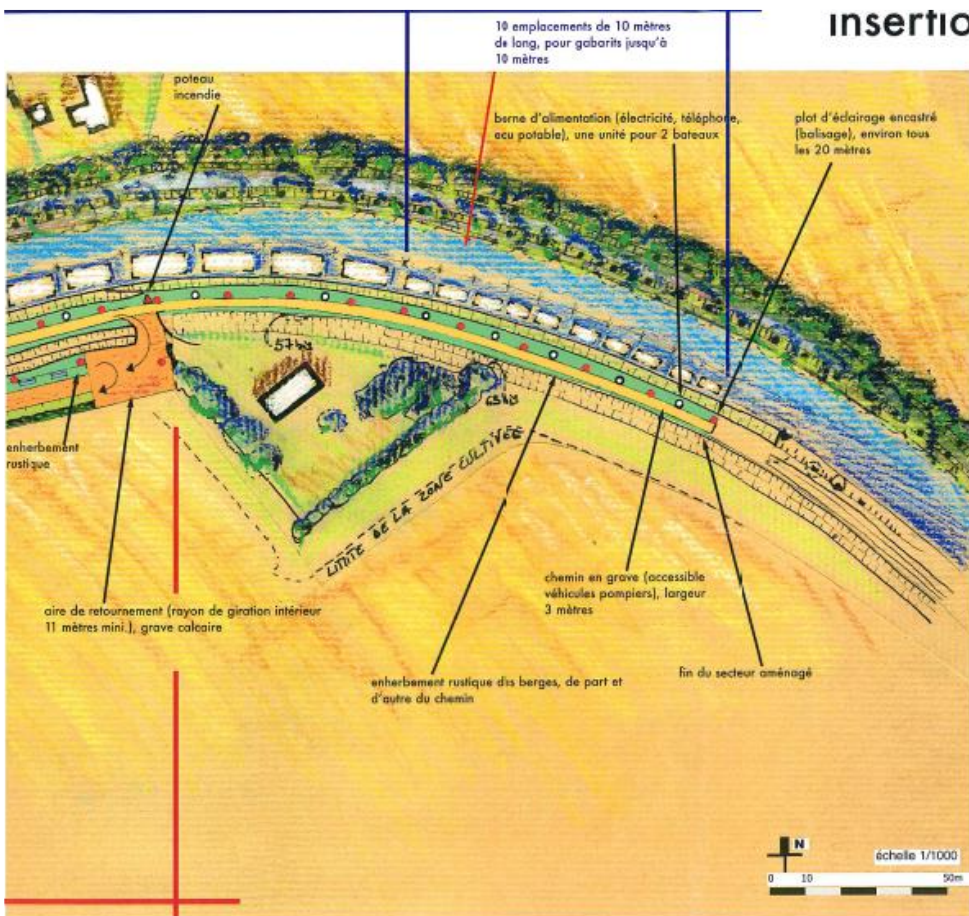 insertio
10 emplacements de 10 mètres
de long, pour gabarits jusqu'à
10 mètres
poteau
incendie
borne d'alimentation (électricité, téléphone,
eau potable), une unité pour 2 bateaux
plot d'éclairage encastré
(balisage), environ tous
les 20 mètres
57 bis
63 bis
enherbement
rustique
LIMITE DE LA ZONE CULTIVÉE
aire de retournement (rayon de giration intérieur
11 mètres mini.), grave calcaire
chemin en grave (accessible
véhicules pompiers), largeur
3 mètres
enherbement rustique des berges, de part et
d'autre du chemin
fin du secteur aménagé
N
échelle 1/1000
0 10 50m